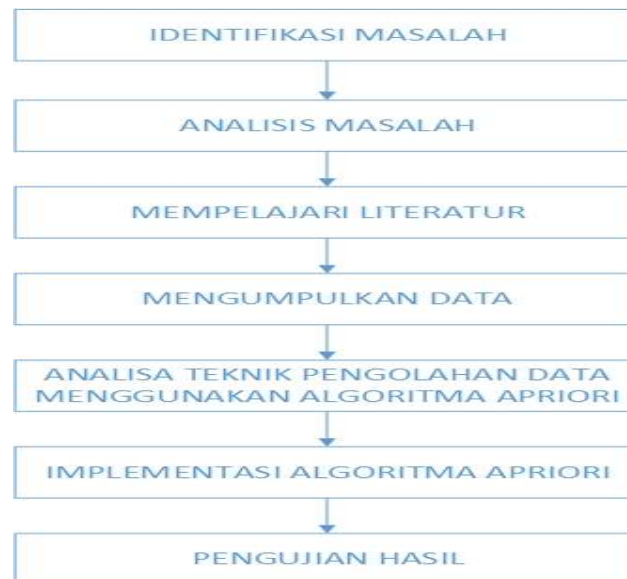 IDENTIFIKASI MASALAH
ANALISIS MASALAH
MEMPELAJARI LITERATUR
MENGUMPULKAN DATA
ANALISA TEKNIK PENGOLAHAN DATA
MENGGUNAKAN ALGORITMA APRIORI
IMPLEMENTASI ALGORITMA APRIORI
PENGUJIAN HASIL